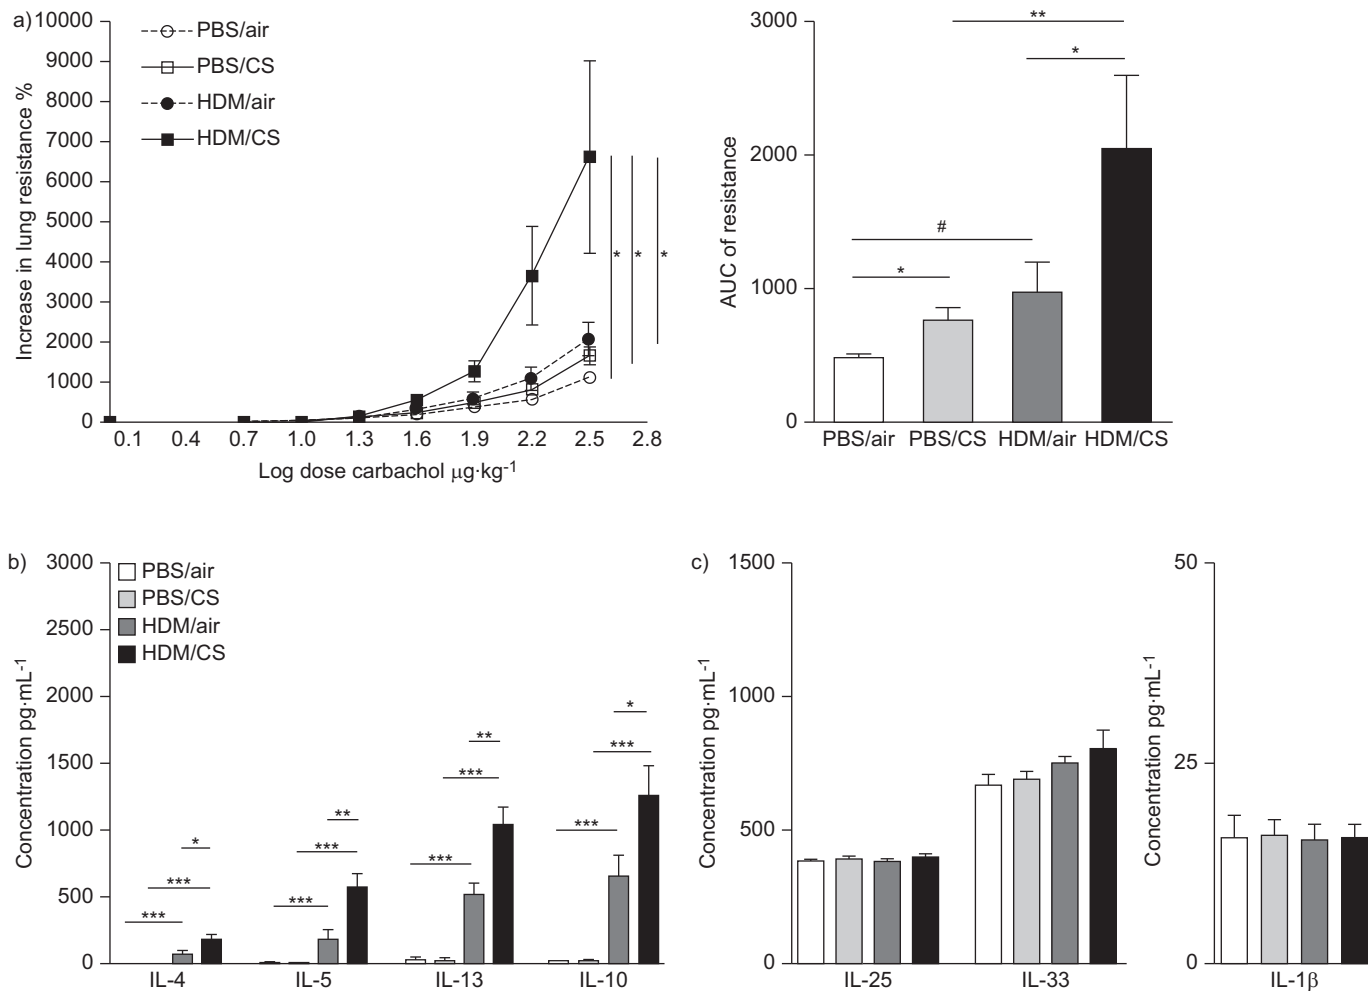 a)
10000
9000
8000
7000
6000
5000
4000
3000
2000
1000
0
Increase in lung resistance %
PBS/air
PBS/CS
HDM/air
HDM/CS
* * *
0.1 0.4 0.7 1.0 1.3 1.6 1.9 2.2 2.5 2.8
Log dose carbachol μg·kg-1
3000
2000
1000
0
AUC of resistance
**
*
#
*
PBS/air PBS/CS HDM/air HDM/CS
b)
3000
2500
2000
1500
1000
500
0
Concentration pg·mL-1
PBS/air
PBS/CS
HDM/air
HDM/CS
*
***
***
**
***
***
**
***
***
*
***
***
IL-4 IL-5 IL-13 IL-10
c)
1500
1000
500
0
Concentration pg·mL-1
IL-25 IL-33
50
25
0
Concentration pg·mL-1
IL-1β